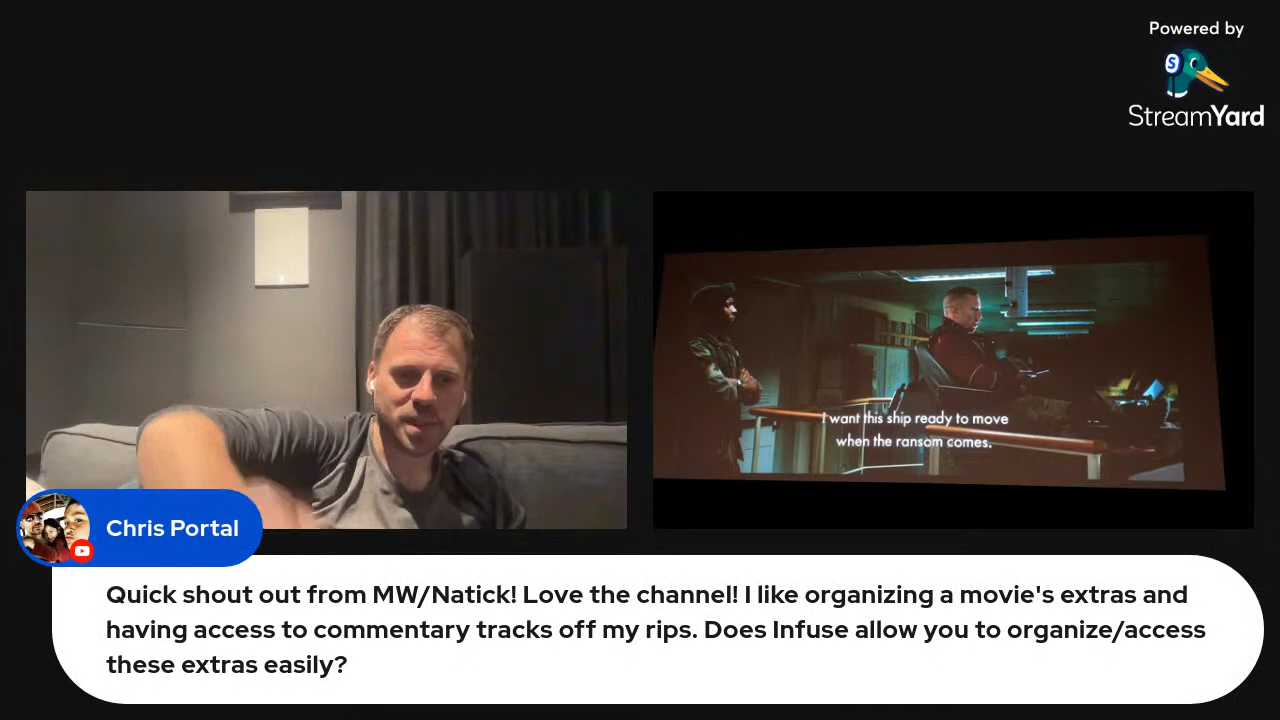 Powered by
StreamYard
I want this ship ready to move
when the ransom comes.
Chris Portal
Quick shout out from MW/Natick! Love the channel! I like organizing a movie's extras and
having access to commentary tracks off my rips. Does Infuse allow you to organize/access
these extras easily?